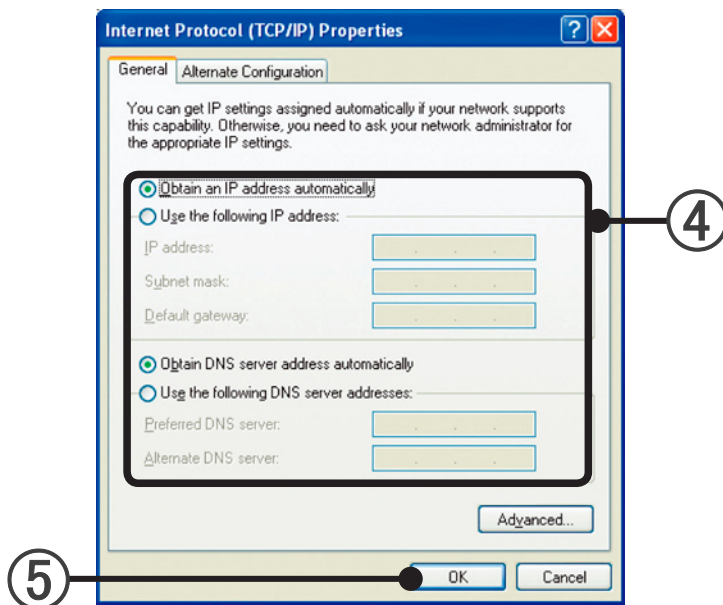 Internet Protocol (TCP/IP) Properties
General
Alternate Configuration
You can get IP settings assigned automatically if your network supports
this capability. Otherwise, you need to ask your network administrator for
the appropriate IP settings.
Obtain an IP address automatically
Use the following IP address:
④
IP address:
Subnet mask:
Default gateway:
Obtain DNS server address automatically
Use the following DNS server addresses:
Preferred DNS server:
Alternate DNS server:
Advanced...
⑤
OK
Cancel